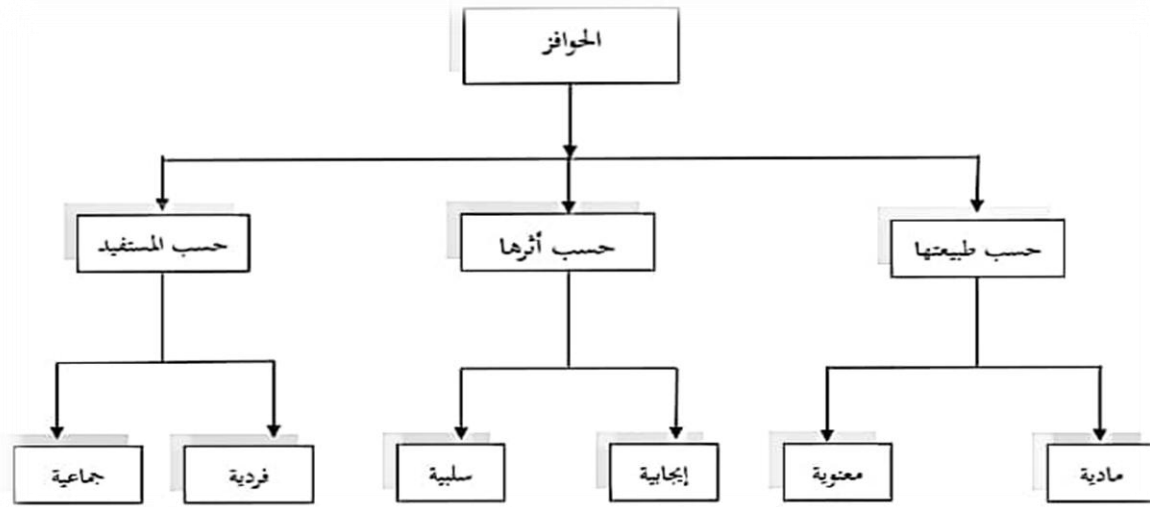 الحوافز
حسب طبيعتها
حسب أثرها
حسب المستفيد
مادية
معنوية
إيجابية
سلبية
فردية
جماعية